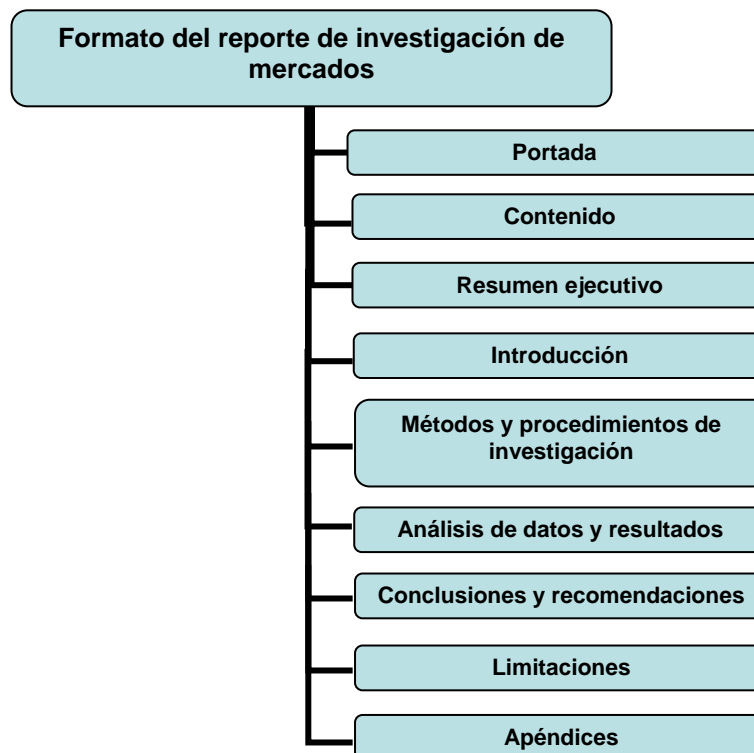 Formato del reporte de investigación de
mercados
Portada
Contenido
Resumen ejecutivo
Introducción
Métodos y procedimientos de
investigación
Análisis de datos y resultados
Conclusiones y recomendaciones
Limitaciones
Apéndices